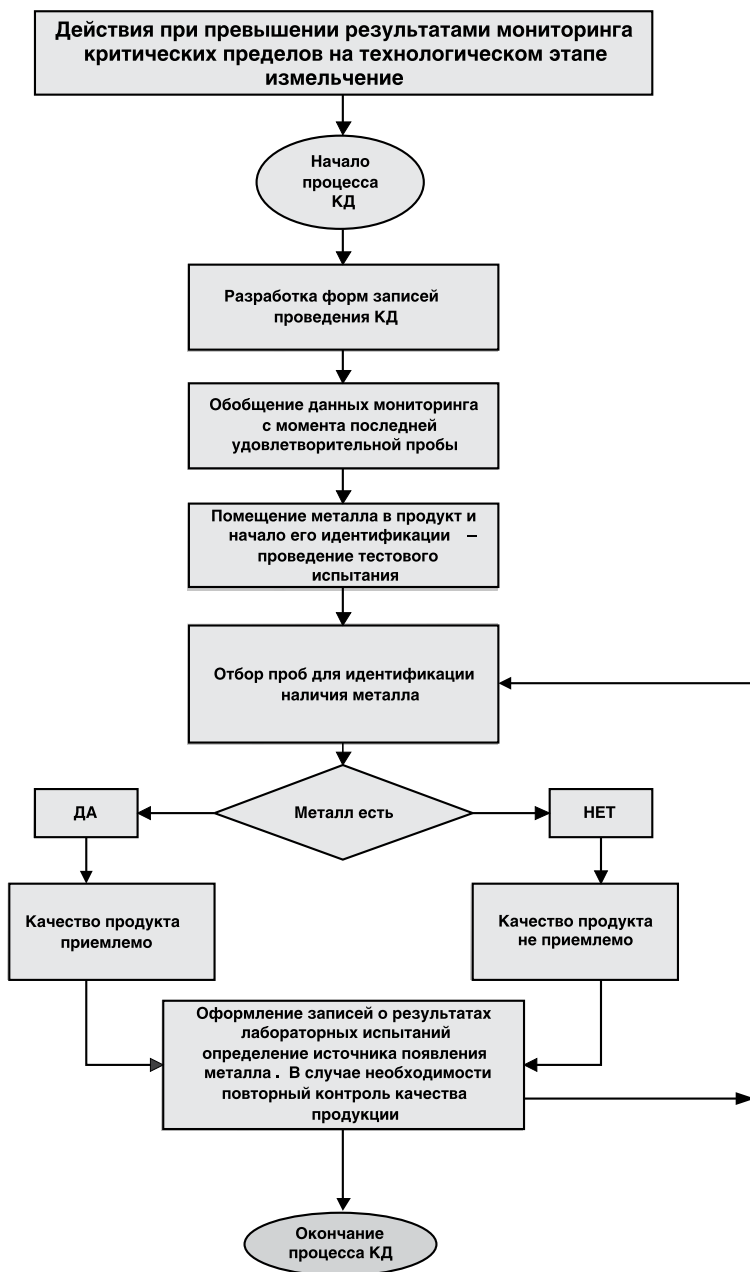 Действия при превышении результатами мониторинга
критических пределов на технологическом этапе
измельчение
Начало
процесса
КД
Разработка форм записей
проведения КД
Обобщение данных мониторинга
с момента последней
удовлетворительной пробы
Помещение металла в продукт и
начало его идентификации –
проведение тестового
испытания
Отбор проб для идентификации
наличия металла
ДА
Металл есть
НЕТ
Качество продукта
приемлемо
Качество продукта
не приемлемо
Оформление записей о результатах
лабораторных испытаний
определение источника появления
металла . В случае необходимости
повторный контроль качества
продукции
Окончание
процесса КД